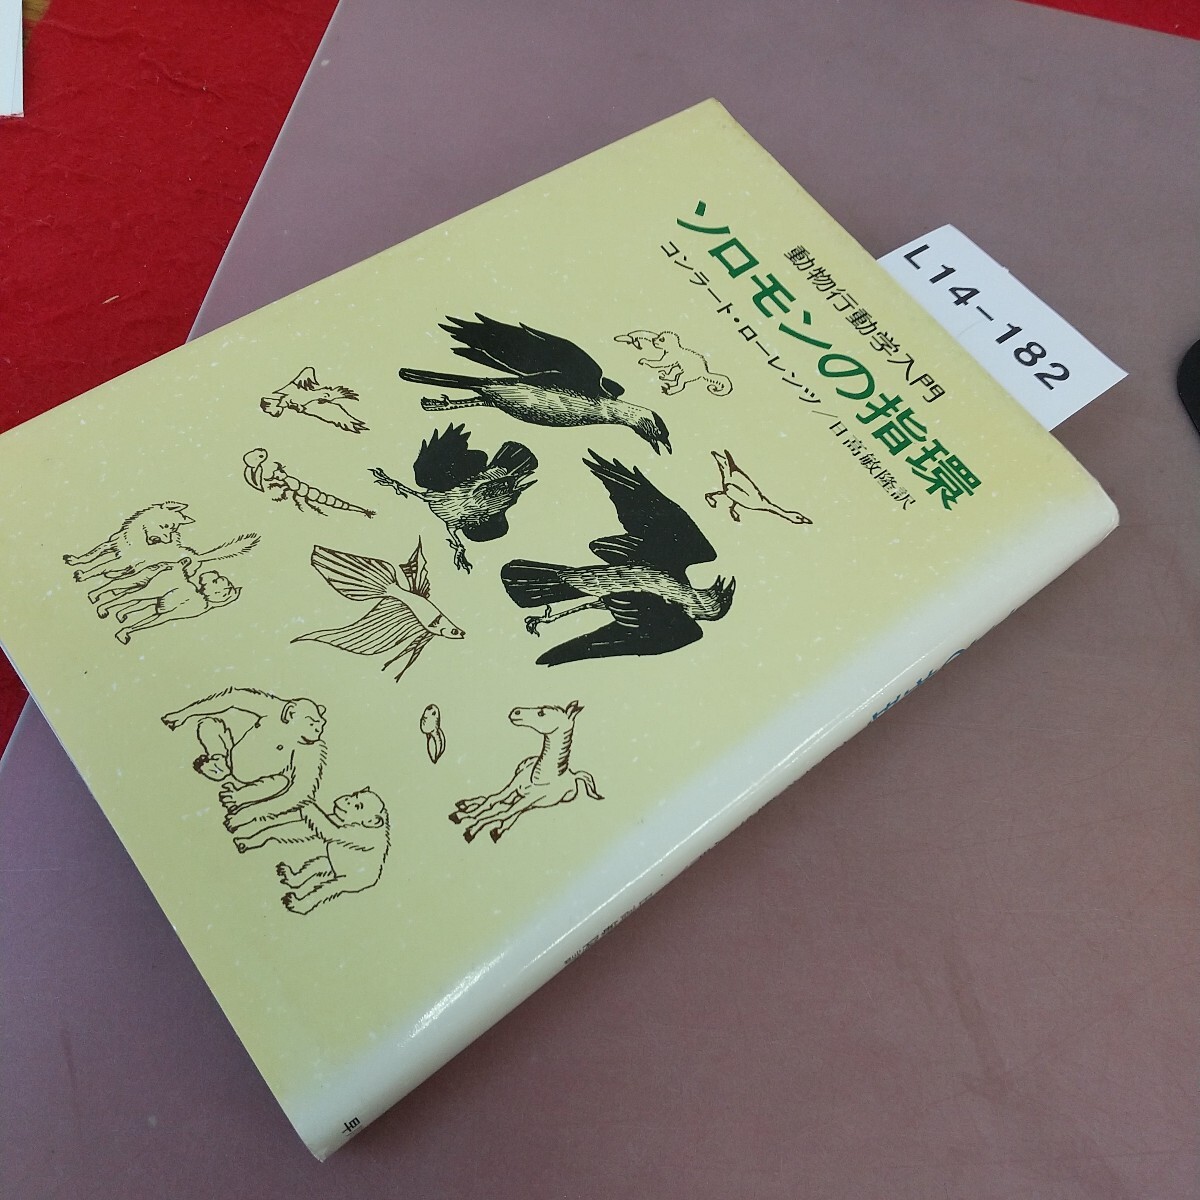 動物行動学入門
ソロモンの指環
コンラート・ローレンツ/日高敏隆訳
L14-182
早